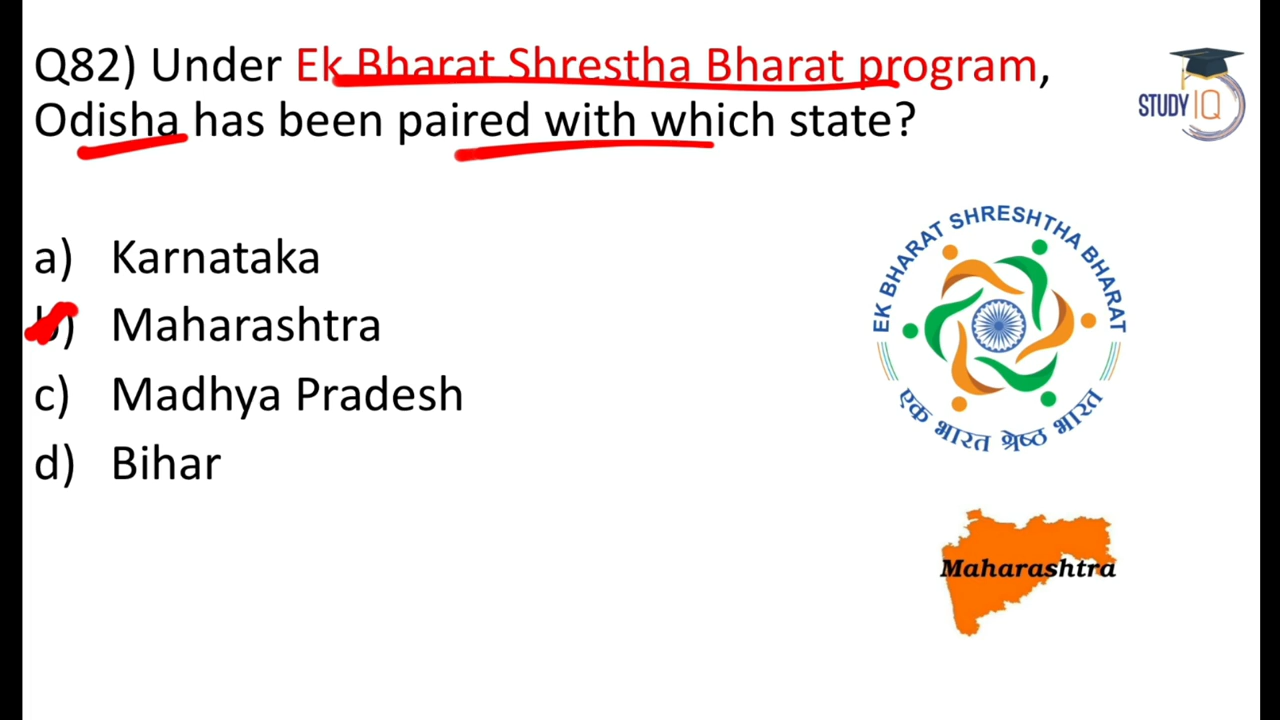 Q82) Under Ek Bharat Shrestha Bharat program,
Odisha has been paired with which state?
STUDY IQ
a) Karnataka
b) Maharashtra
c) Madhya Pradesh
d) Bihar
EK BHARAT SHRESHTHA BHARAT
एक भारत श्रेष्ठ भारत
Maharashtra